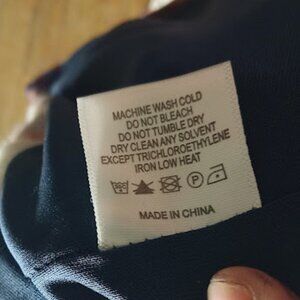 MACHINE WASH COLD
DO NOT BLEACH
DO NOT TUMBLE DRY
DRY CLEAN ANY SOLVENT
EXCEPT TRICHLOROETHYLENE
IRON LOW HEAT
P
MADE IN CHINA